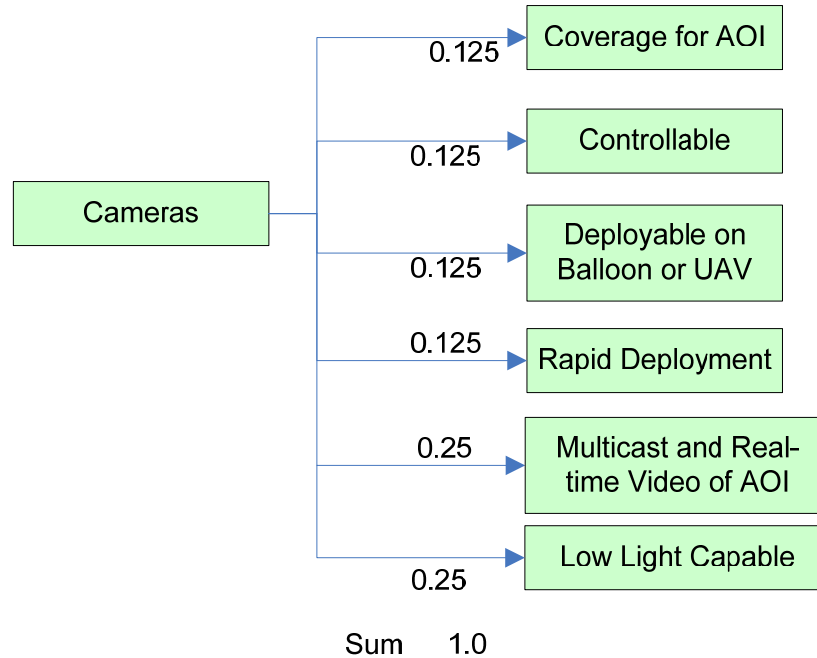 Coverage for AOI
0.125
Controllable
0.125
Cameras
Deployable on
Balloon or UAV
0.125
0.125
Rapid Deployment
0.25
Multicast and Real-
time Video of AOI
Low Light Capable
0.25
Sum 1.0